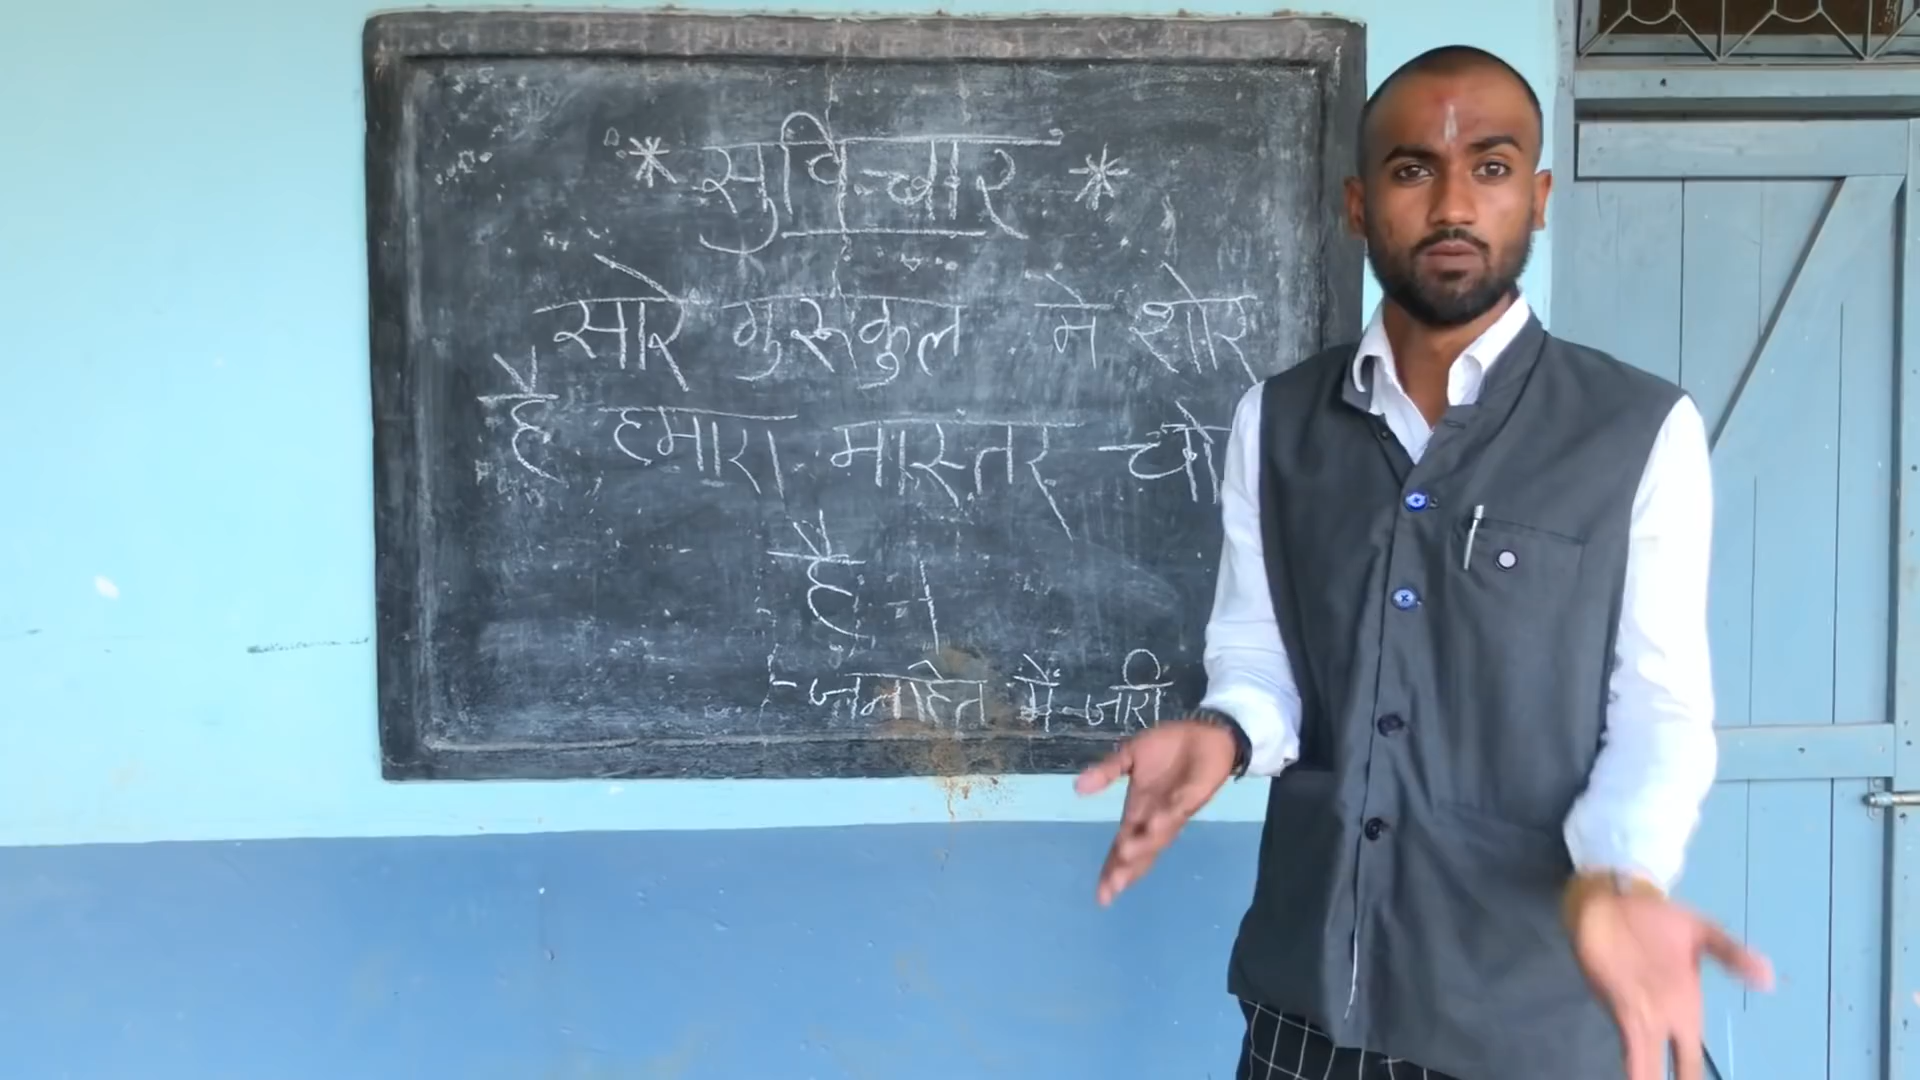 * सुविचार *
सारे गुरुकुल मे शोर
है हमारा मास्तर चो
है ।
- जनहित में जारी